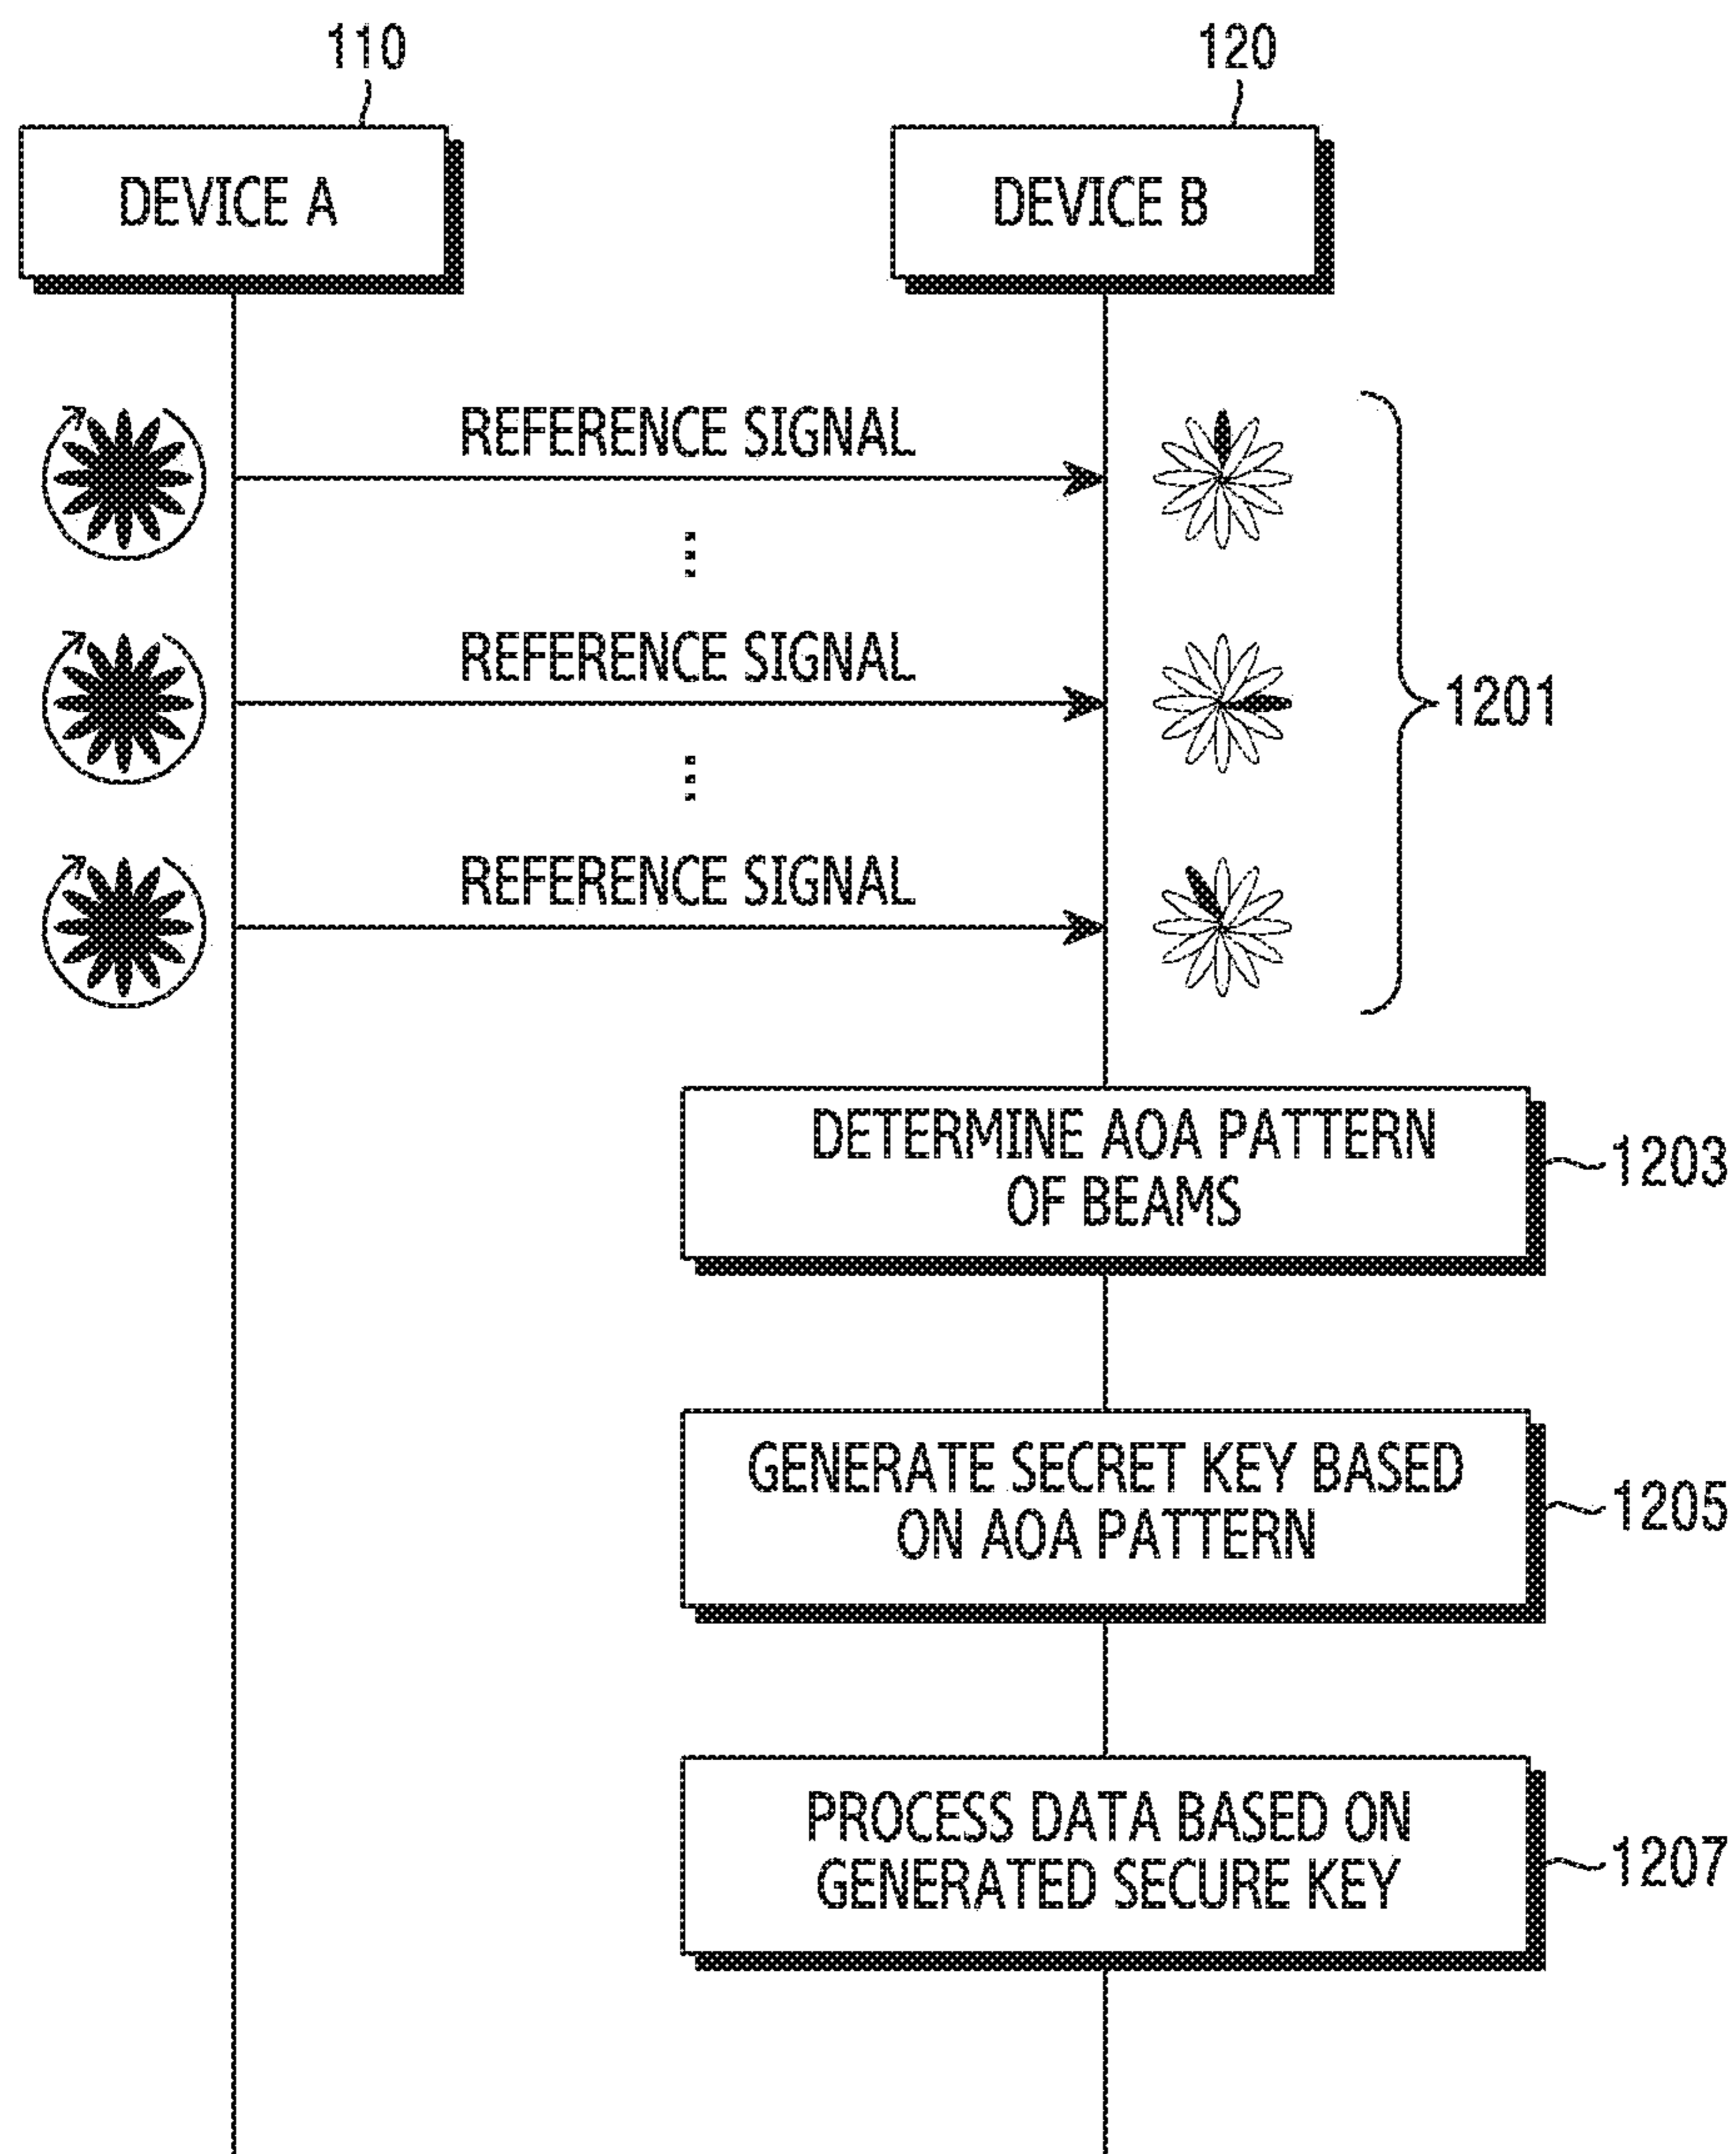 110
120
DEVICE A
DEVICE B
REFERENCE SIGNAL
REFERENCE SIGNAL
1201
REFERENCE SIGNAL
DETERMINE AOA PATTERN
OF BEAMS
1203
GENERATE SECRET KEY BASED
ON AOA PATTERN
1205
PROCESS DATA BASED ON
GENERATED SECURE KEY
1207